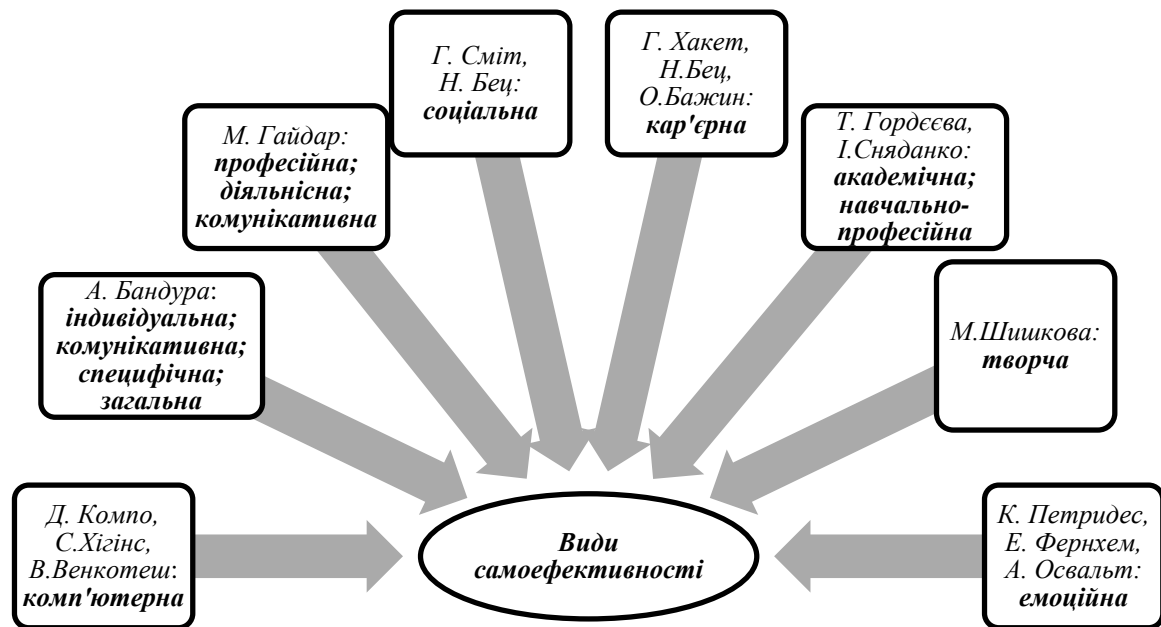 Г. Сміт,
Н. Бец:
соціальна
Г. Хакет,
Н.Бец,
О.Бажин:
кар'єрна
М. Гайдар:
професійна;
діяльнісна;
комунікативна
Т. Гордєєва,
І.Сняданко:
академічна;
навчально-
професійна
А. Бандура:
індивідуальна;
комунікативна;
специфічна;
загальна
М.Шишкова:
творча
Д. Компо,
С.Хігінс,
В.Венкотеш:
комп'ютерна
Види
самоефективності
К. Петридес,
Е. Фернхем,
А. Освальт:
емоційна